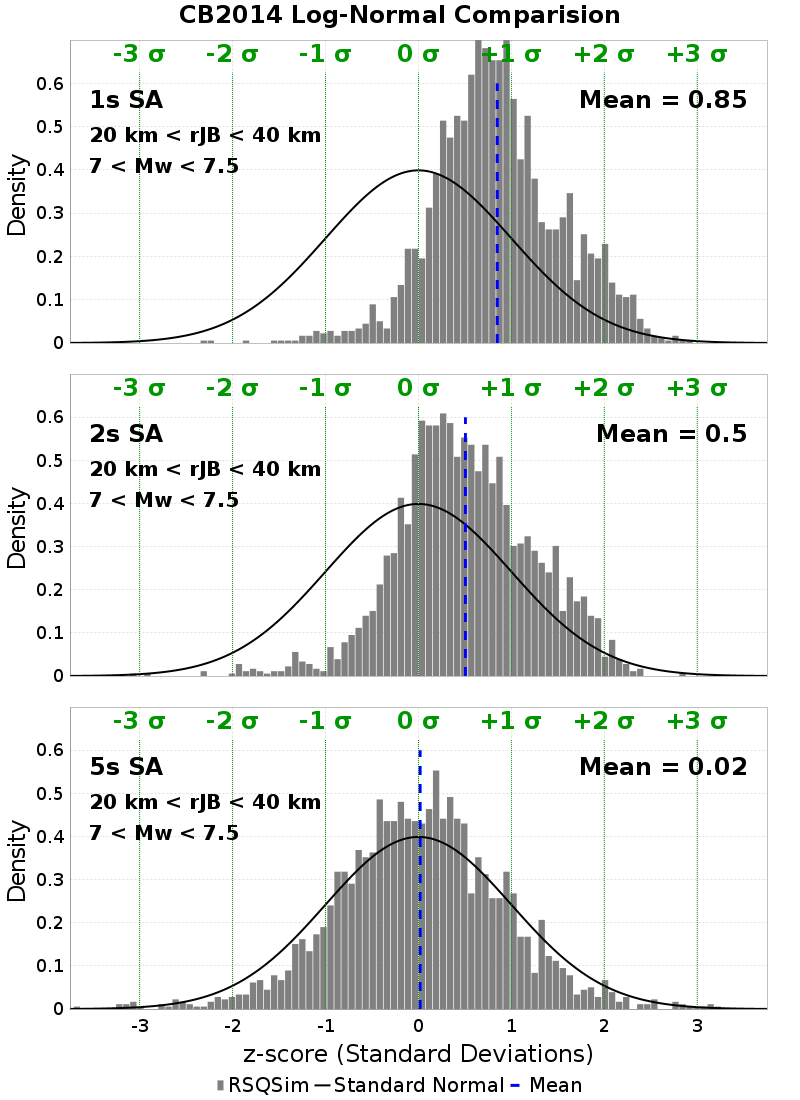 CB2014 Log-Normal Comparision
-3 σ -2 σ -1 σ 0 σ +1 σ +2 σ +3 σ
0.6
1s SA Mean = 0.85
0.5
20 km < rJB < 40 km
7 < Mw < 7.5
0.4
Density
0.3
0.2
0.1
0
-3 σ -2 σ -1 σ 0 σ +1 σ +2 σ +3 σ
0.6
2s SA Mean = 0.5
0.5
20 km < rJB < 40 km
7 < Mw < 7.5
0.4
Density
0.3
0.2
0.1
0
-3 σ -2 σ -1 σ 0 σ +1 σ +2 σ +3 σ
0.6
5s SA Mean = 0.02
0.5
20 km < rJB < 40 km
7 < Mw < 7.5
0.4
Density
0.3
0.2
0.1
0
-3 -2 -1 0 1 2 3
z-score (Standard Deviations)
RSQSim Standard Normal Mean